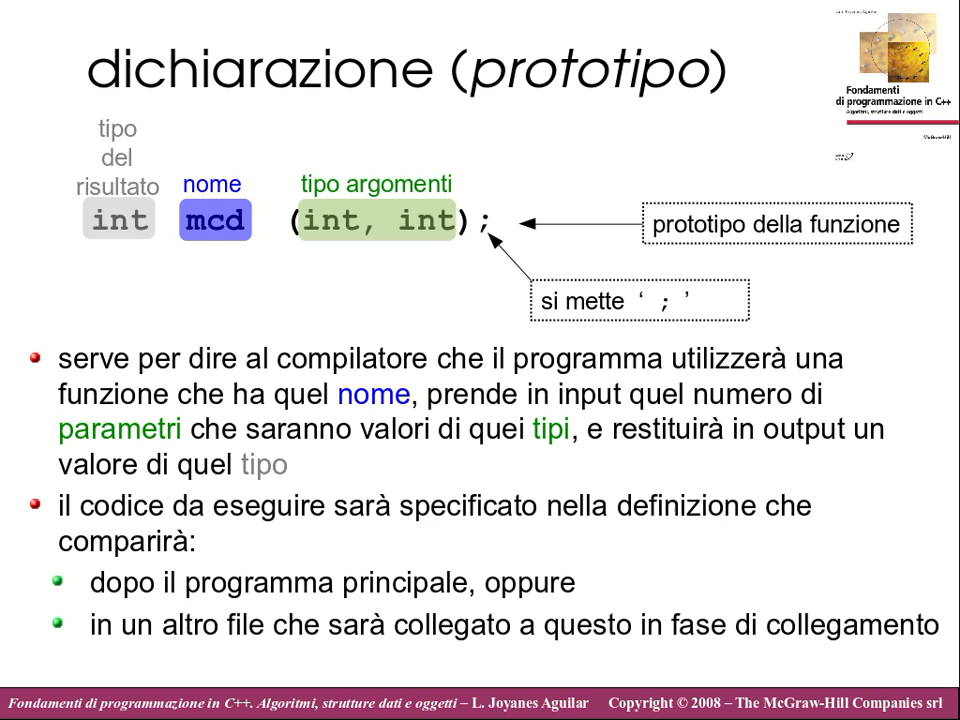 dichiarazione (prototipo)
Fondamenti
di programmazione in C++
Algoritmi, strutture dati e oggetti
McGraw-Hill
tipo
del
risultato
nome
tipo argomenti
int mcd (int, int);
prototipo della funzione
si mette ‘ ; ’
serve per dire al compilatore che il programma utilizzerà una
funzione che ha quel nome, prende in input quel numero di
parametri che saranno valori di quei tipi, e restituirà in output un
valore di quel tipo
il codice da eseguire sarà specificato nella definizione che
comparirà:
dopo il programma principale, oppure
in un altro file che sarà collegato a questo in fase di collegamento
Fondamenti di programmazione in C++. Algoritmi, strutture dati e oggetti – L. Joyanes Aguilar Copyright © 2008 – The McGraw-Hill Companies srl